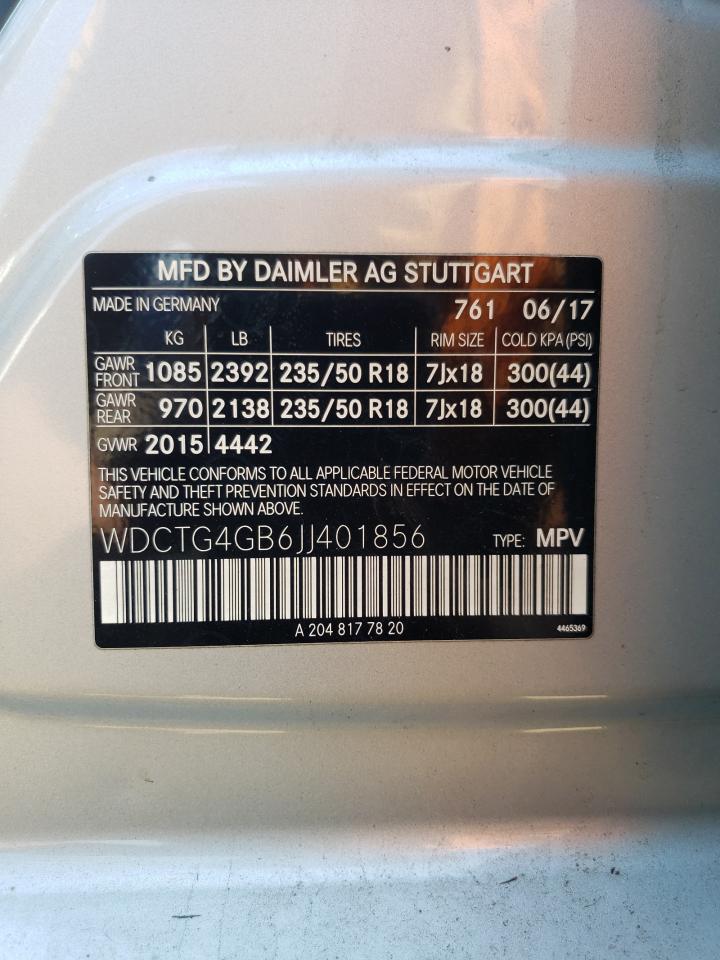 MFD BY DAIMLER AG STUTTGART
MADE IN GERMANY 761 06/17
KG LB TIRES RIM SIZE COLD KPA (PSI)
GAWR FRONT 1085 2392 235/50 R18 7Jx18 300(44)
GAWR REAR 970 2138 235/50 R18 7Jx18 300(44)
GVWR 2015 4442
THIS VEHICLE CONFORMS TO ALL APPLICABLE FEDERAL MOTOR VEHICLE
SAFETY AND THEFT PREVENTION STANDARDS IN EFFECT ON THE DATE OF
MANUFACTURE SHOWN ABOVE.
WDCTG4GB6JJ401856 TYPE: MPV
A 204 817 78 20 4465369